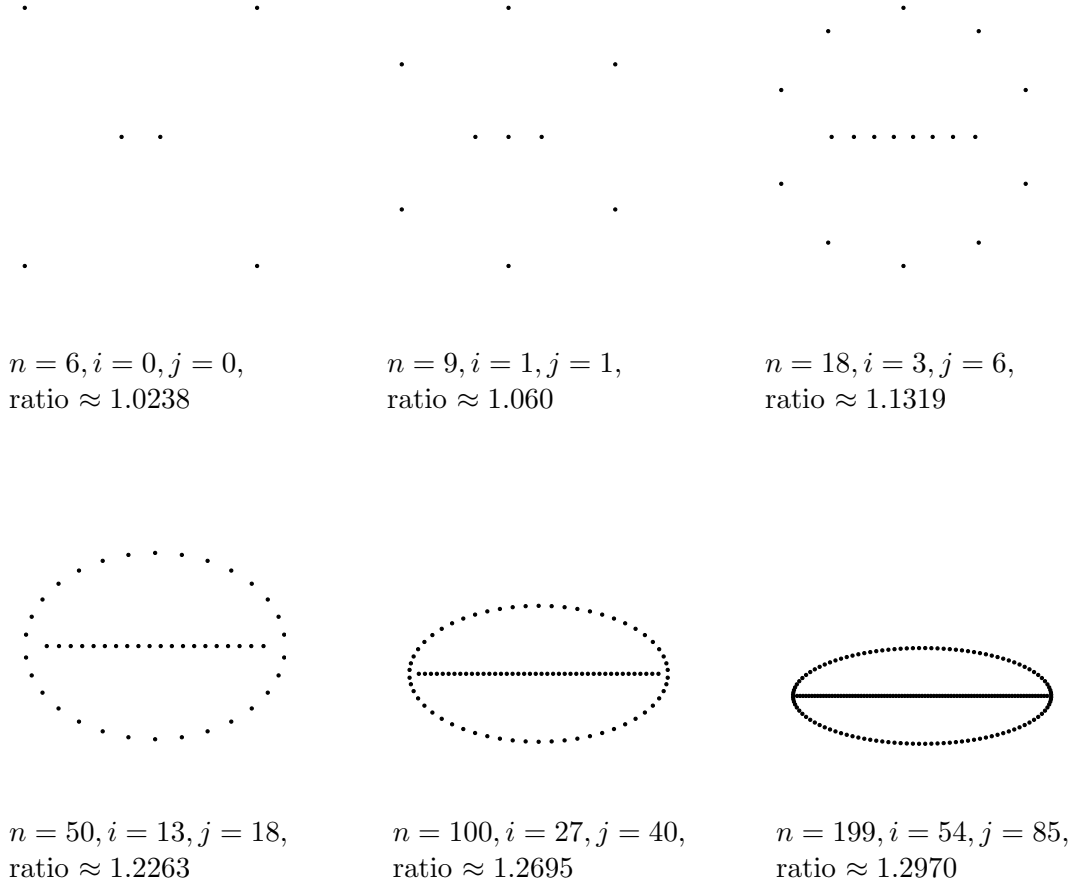 n = 6, i = 0, j = 0,
ratio ≈ 1.0238
n = 9, i = 1, j = 1,
ratio ≈ 1.060
n = 18, i = 3, j = 6,
ratio ≈ 1.1319
n = 50, i = 13, j = 18,
ratio ≈ 1.2263
n = 100, i = 27, j = 40,
ratio ≈ 1.2695
n = 199, i = 54, j = 85,
ratio ≈ 1.2970